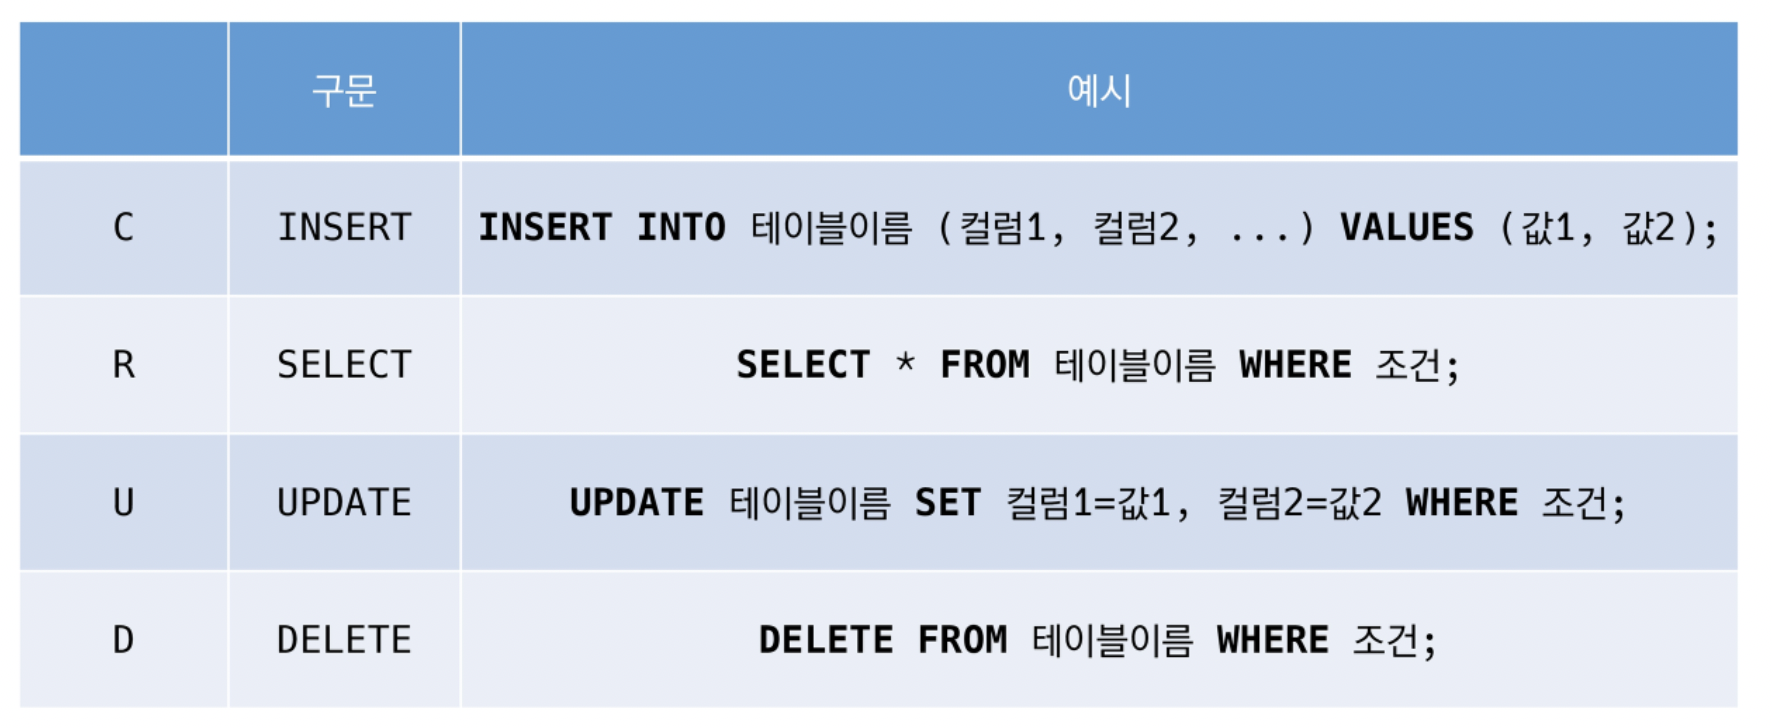 구문 예시
C INSERT INSERT INTO 테이블이름 (컬럼1, 컬럼2, ...) VALUES (값1, 값2);
R SELECT SELECT * FROM 테이블이름 WHERE 조건;
U UPDATE UPDATE 테이블이름 SET 컬럼1=값1, 컬럼2=값2 WHERE 조건;
D DELETE DELETE FROM 테이블이름 WHERE 조건;